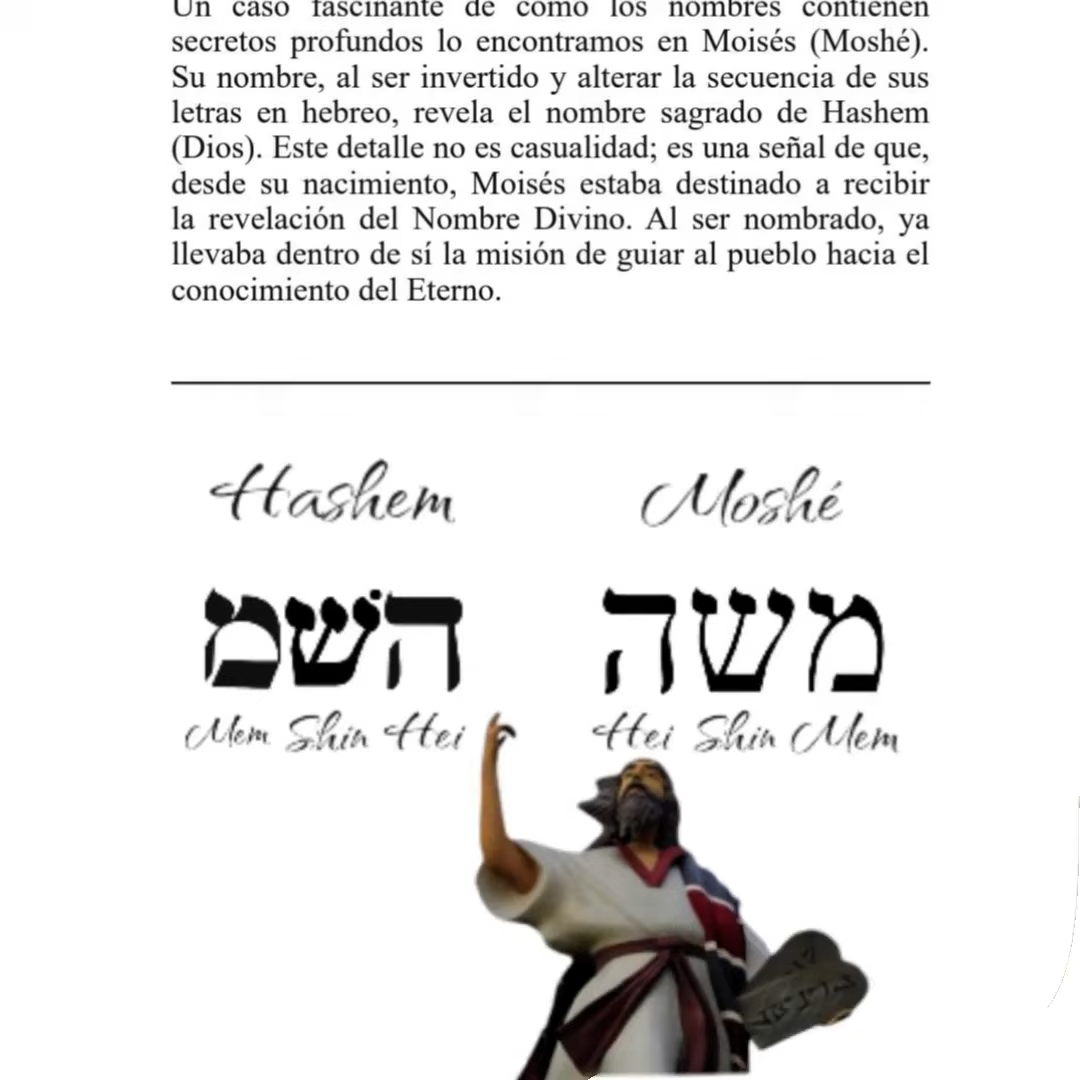 Un caso fascinante de cómo los nombres contienen
secretos profundos lo encontramos en Moisés (Moshé).
Su nombre, al ser invertido y alterar la secuencia de sus
letras en hebreo, revela el nombre sagrado de Hashem
(Dios). Este detalle no es casualidad; es una señal de que,
desde su nacimiento, Moisés estaba destinado a recibir
la revelación del Nombre Divino. Al ser nombrado, ya
llevaba dentro de sí la misión de guiar al pueblo hacia el
conocimiento del Eterno.
Hashem
Moshé
השׁמ
משה
Mem Shin Hei
Hei Shin Mem